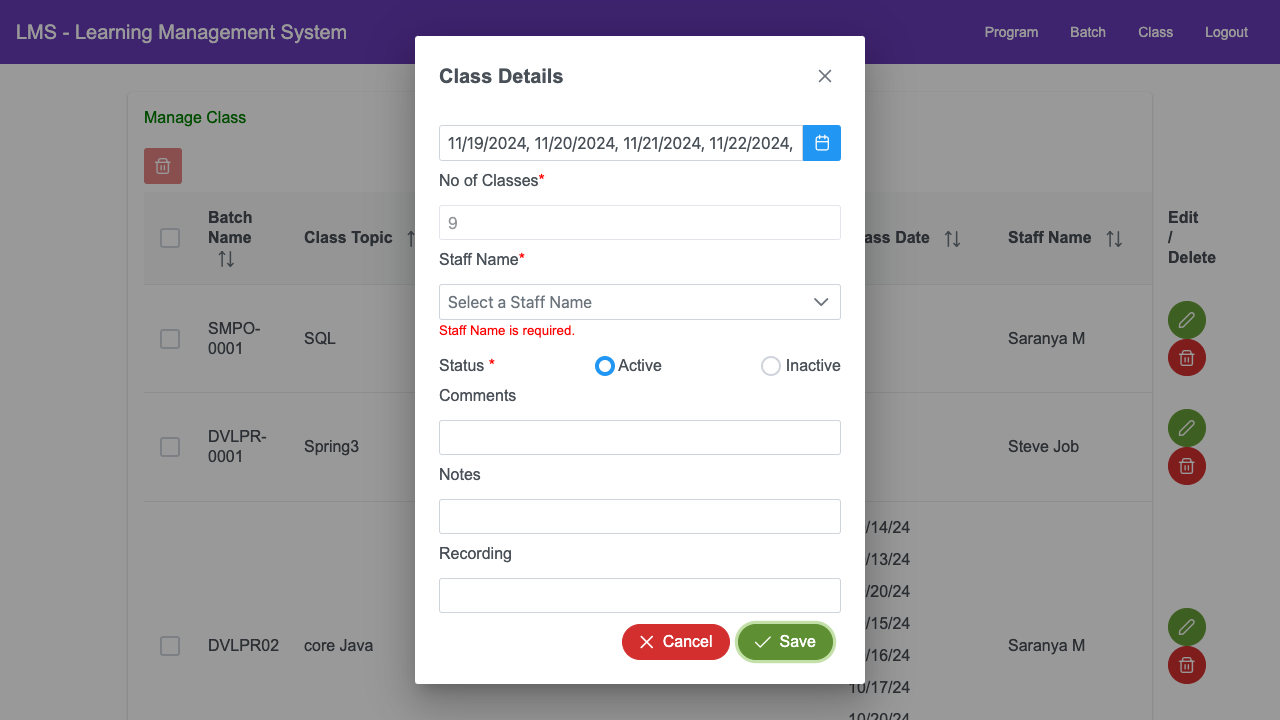 LMS - Learning Management System
Program Batch Class Logout
Manage Class
Batch Name
Class Topic
Date
Staff Name
Edit / Delete
SMPO-0001
SQL
Saranya M
DVLPR-0001
Spring3
Steve Job
DVLPR02
core Java
/14/24
/13/24
/20/24
/15/24
/16/24
10/17/24
10/20/24
Saranya M
Class Details
11/19/2024, 11/20/2024, 11/21/2024, 11/22/2024,
No of Classes*
9
Staff Name*
Select a Staff Name
Staff Name is required.
Status *
Active
Inactive
Comments
Notes
Recording
Cancel
Save